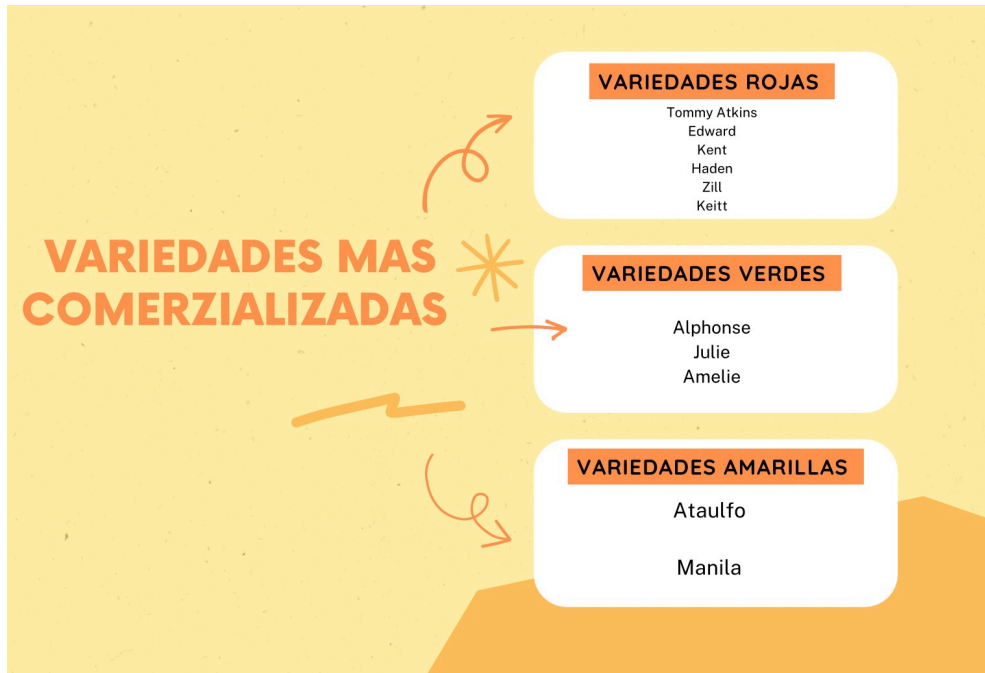 VARIEDADES MAS
COMERZIALIZADAS
VARIEDADES ROJAS
Tommy Atkins
Edward
Kent
Haden
Zill
Keitt
VARIEDADES VERDES
Alphonse
Julie
Amelie
VARIEDADES AMARILLAS
Ataulfo
Manila